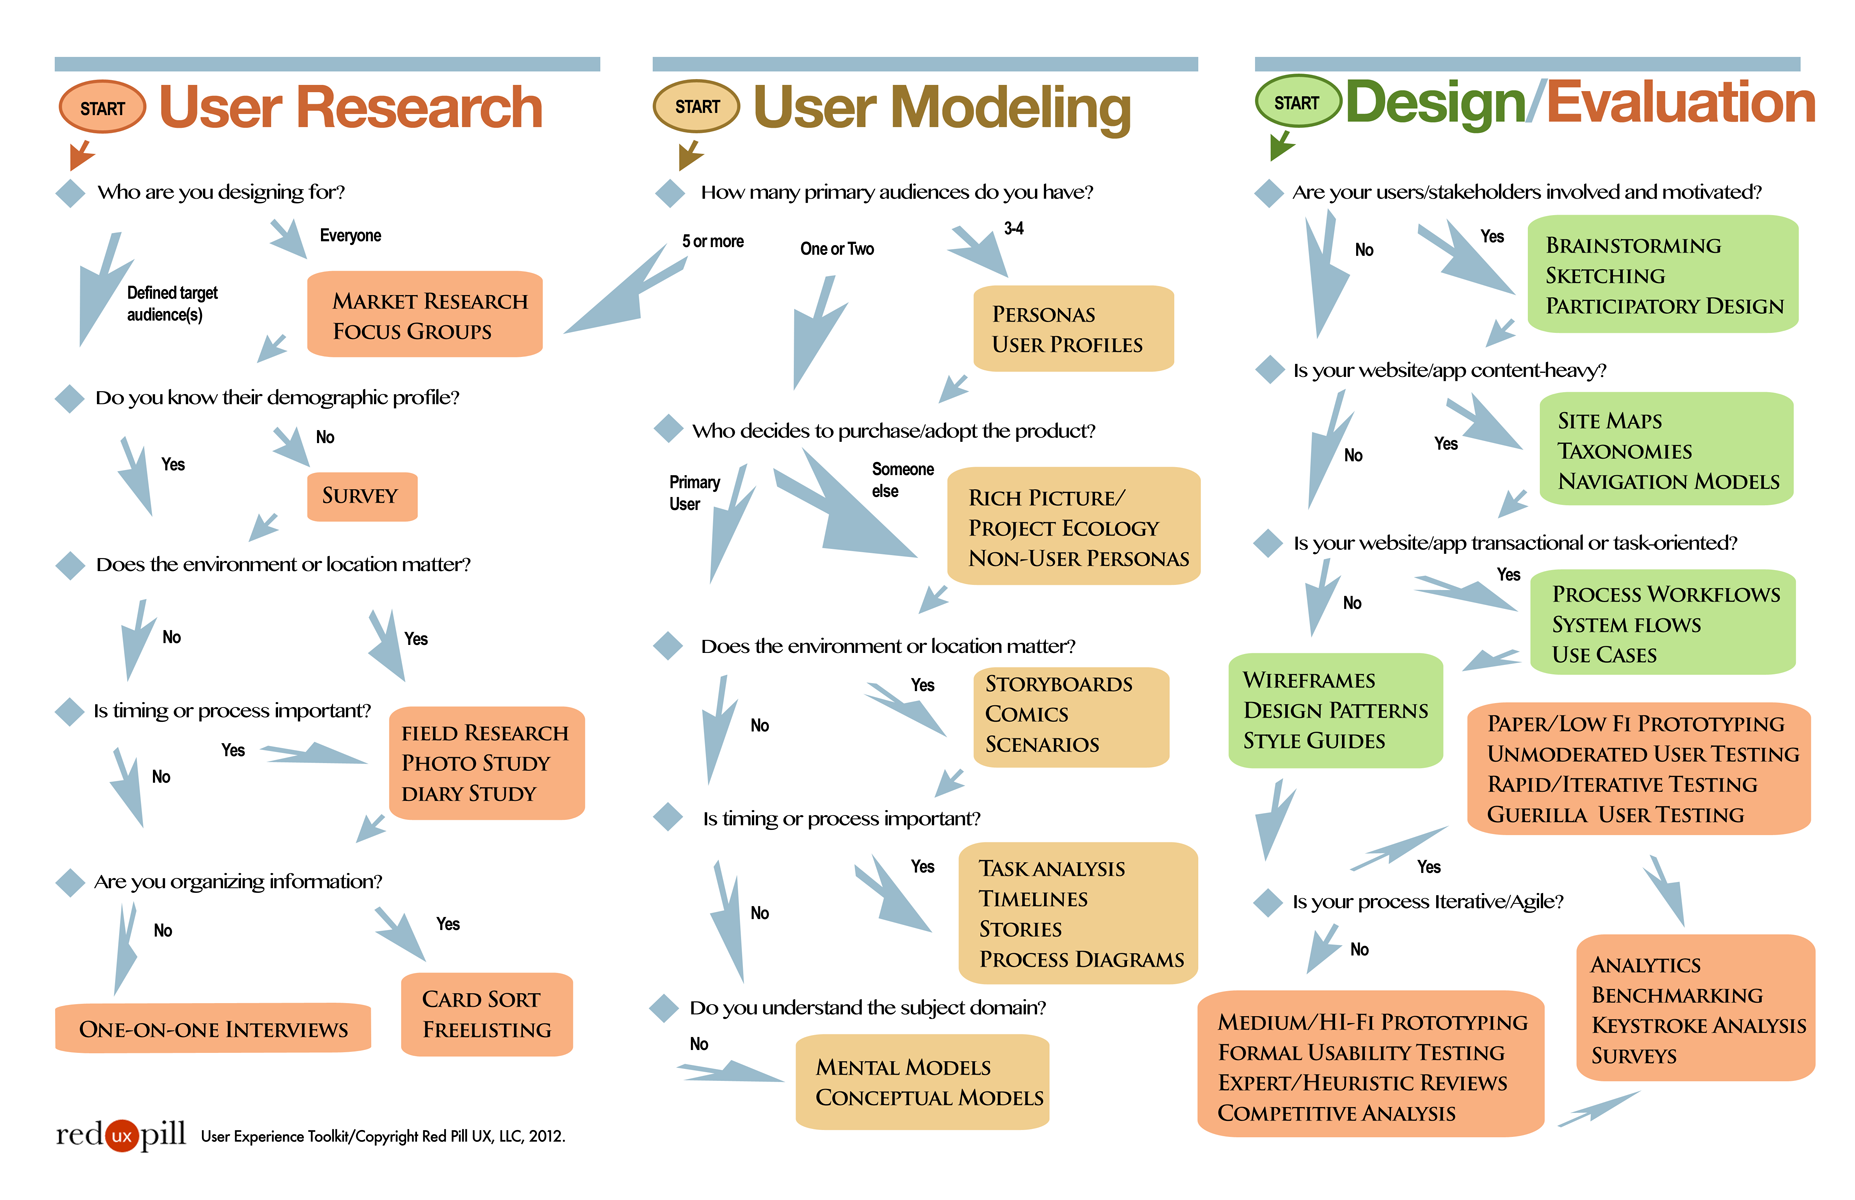 START
User Research
Who are you designing for?
Everyone
Defined target
audience(s)
MARKET RESEARCH
FOCUS GROUPS
Do you know their demographic profile?
No
Yes
SURVEY
Does the environment or location matter?
No
Yes
Is timing or process important?
Yes
No
FIELD RESEARCH
PHOTO STUDY
DIARY STUDY
Are you organizing information?
No
Yes
ONE-ON-ONE INTERVIEWS
CARD SORT
FREELISTING
START
User Modeling
How many primary audiences do you have?
5 or more
One or Two
3-4
PERSONAS
USER PROFILES
Who decides to purchase/adopt the product?
Primary
User
Someone
else
RICH PICTURE/
PROJECT ECOLOGY
NON-USER PERSONAS
Does the environment or location matter?
Yes
No
STORYBOARDS
COMICS
SCENARIOS
Is timing or process important?
Yes
No
TASK ANALYSIS
TIMELINES
STORIES
PROCESS DIAGRAMS
Do you understand the subject domain?
No
MENTAL MODELS
CONCEPTUAL MODELS
START
Design/Evaluation
Are your users/stakeholders involved and motivated?
No
Yes
BRAINSTORMING
SKETCHING
PARTICIPATORY DESIGN
Is your website/app content-heavy?
Yes
No
SITE MAPS
TAXONOMIES
NAVIGATION MODELS
Is your website/app transactional or task-oriented?
Yes
No
PROCESS WORKFLOWS
SYSTEM FLOWS
USE CASES
WIREFRAMES
DESIGN PATTERNS
STYLE GUIDES
PAPER/LOW FI PROTOTYPING
UNMODERATED USER TESTING
RAPID/ITERATIVE TESTING
GUERILLA USER TESTING
Yes
Is your process Iterative/Agile?
No
ANALYTICS
BENCHMARKING
KEYSTROKE ANALYSIS
SURVEYS
MEDIUM/HI-FI PROTOTYPING
FORMAL USABILITY TESTING
EXPERT/HEURISTIC REVIEWS
COMPETITIVE ANALYSIS
red ux pill
User Experience Toolkit/Copyright Red Pill UX, LLC, 2012.